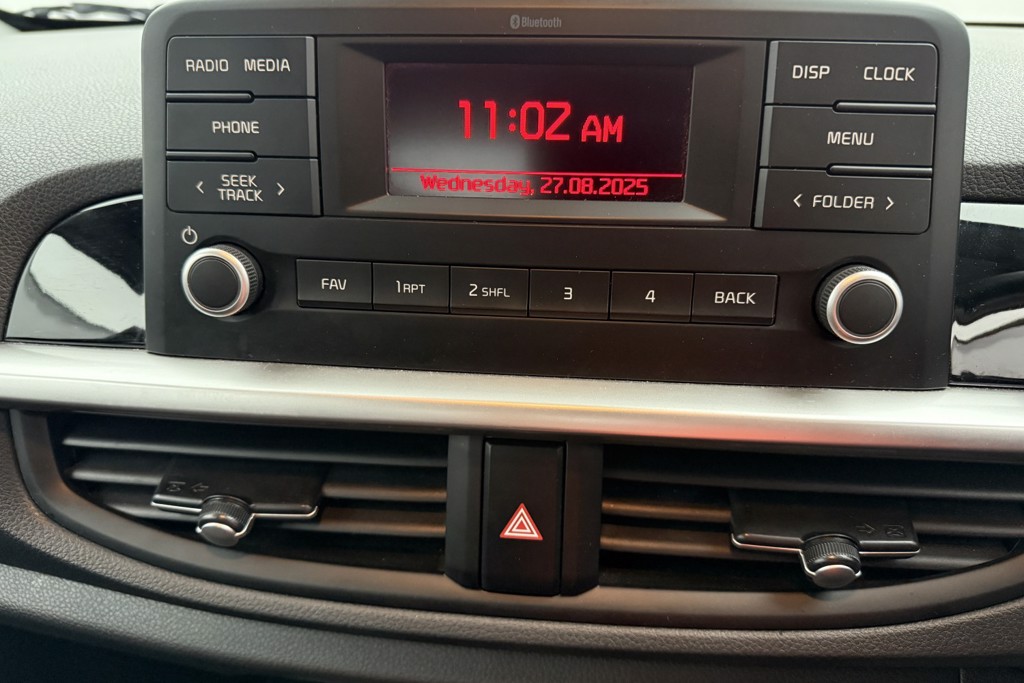 Bluetooth
RADIO MEDIA
DISP CLOCK
11:02 AM
PHONE
MENU
Wednesday, 27.08.2025
< SEEK >
TRACK
< FOLDER >
FAV
1 RPT
2 SHFL
3
4
BACK